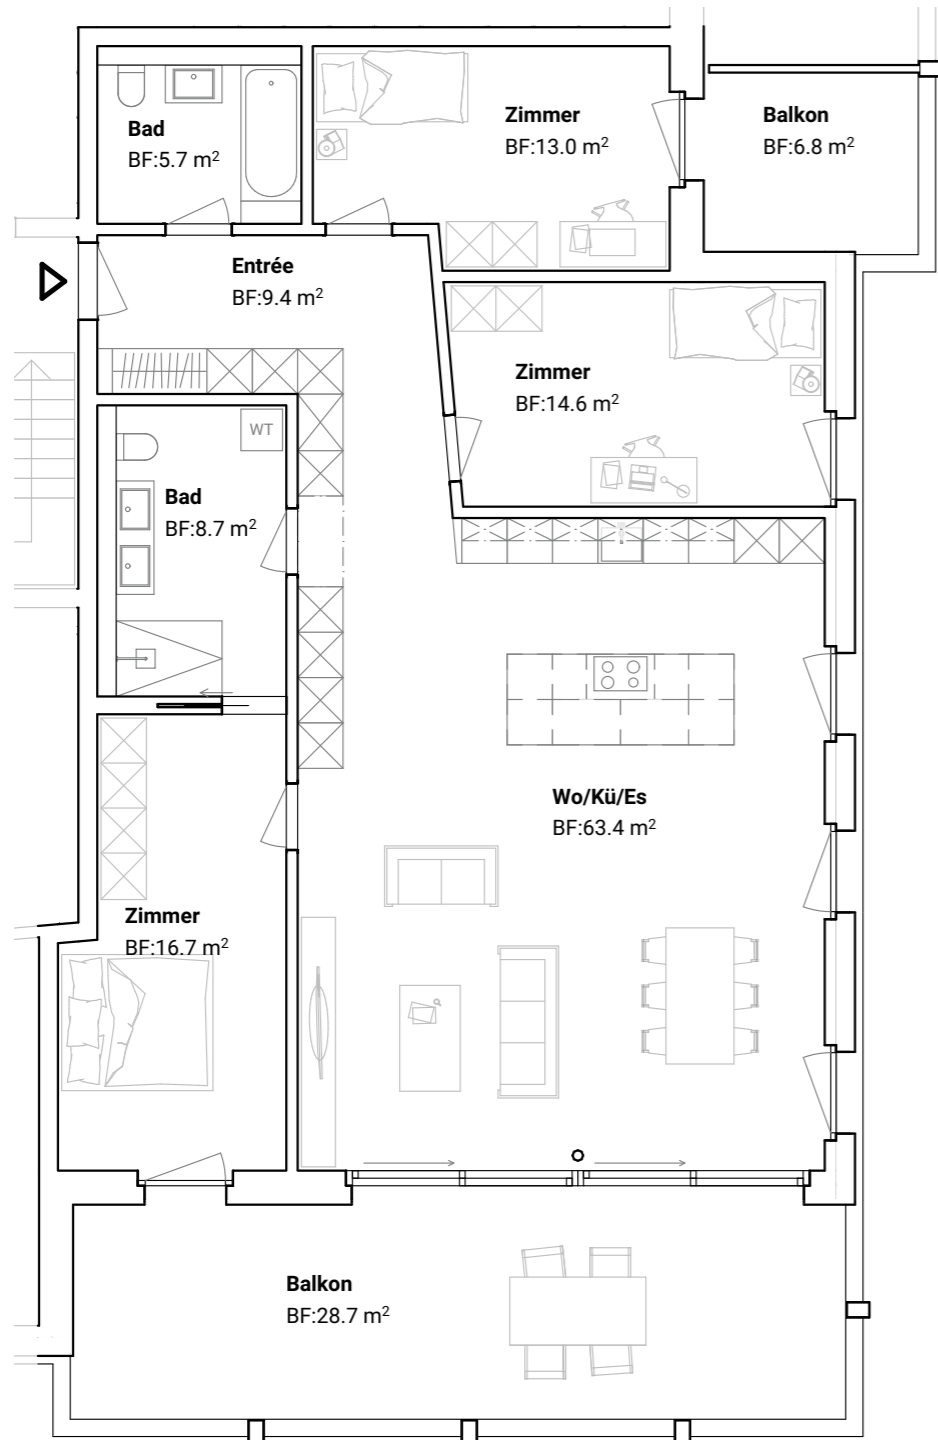 Bad
BF:5.7 m²
Zimmer
BF:13.0 m²
Balkon
BF:6.8 m²
Entrée
BF:9.4 m²
Zimmer
BF:14.6 m²
WT
Bad
BF:8.7 m²
Wo/Kü/Es
BF:63.4 m²
Zimmer
BF:16.7 m²
Balkon
BF:28.7 m²